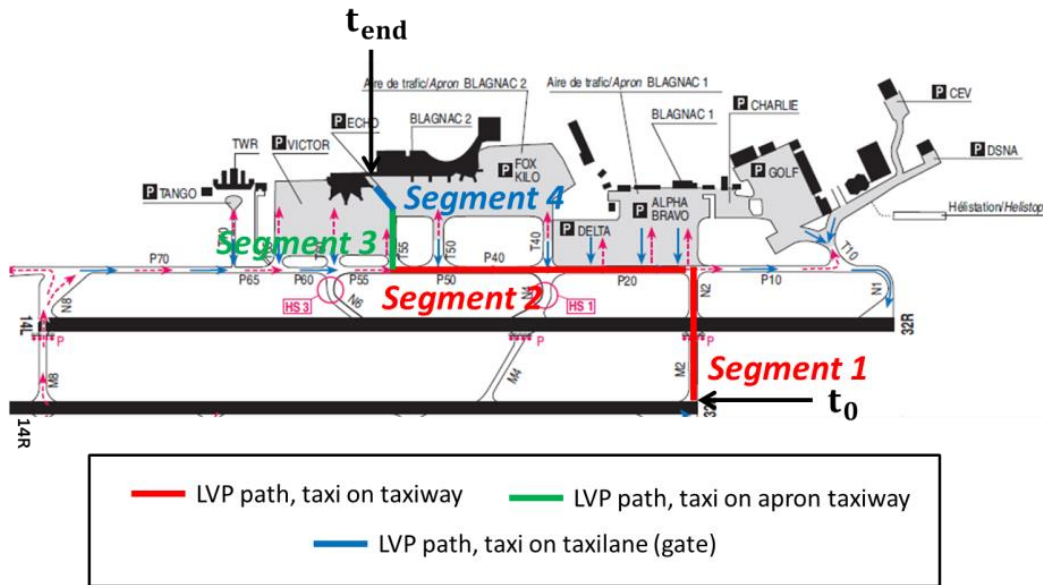 t_end
Aire de trafic/Apron BLAGNAC 2
Aire de trafic/Apron BLAGNAC 1
P CEV
P ECHO
BLAGNAC 2
BLAGNAC 1
P CHARLIE
TWR
P VICTOR
P DSNA
P FOX
KILO
P GOLF
P TANGO
Segment 4
P ALPHA
BRAVO
Hélistation/Helistop
Segment 3
T55
T50
T40
P DELTA
T10
P70
P40
P65
P60
P55
P50
P20
P10
N8
HS 3
N6
Segment 2
HS 1
N2
N1
14L
32R
P
P
P
M8
M4
M2
Segment 1
t0
14R
LVP path, taxi on taxiway
LVP path, taxi on apron taxiway
LVP path, taxi on taxilane (gate)